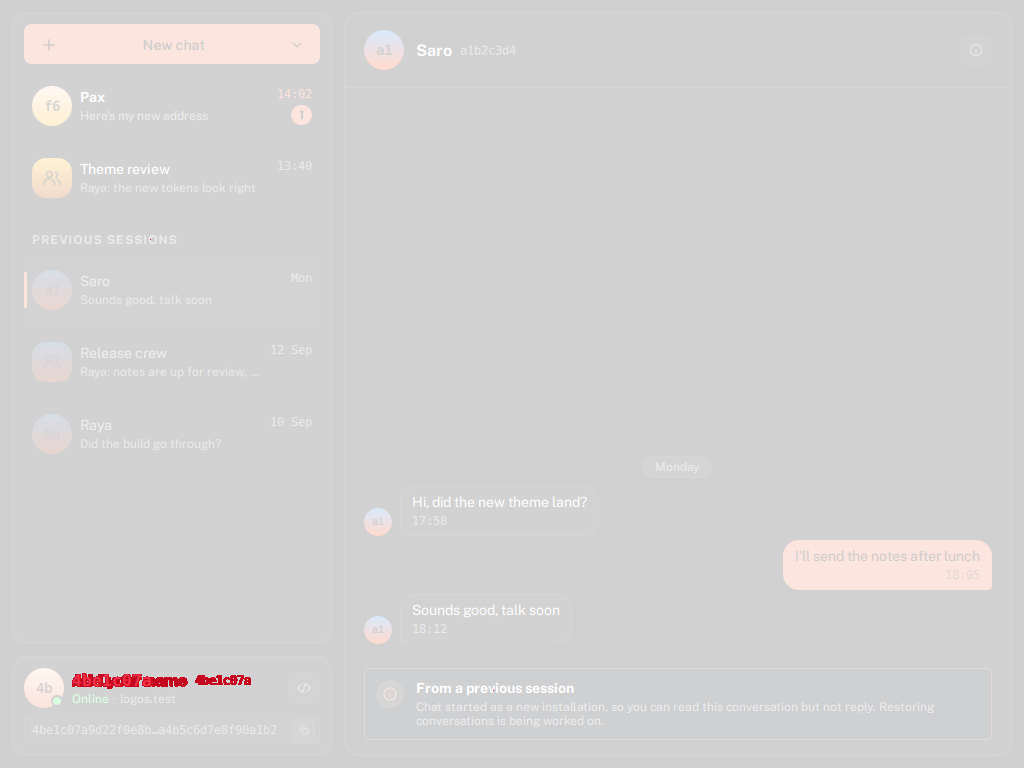 New chat
f6
Pax
14:02
Here's my new address
1
Theme review
13:40
Raya: the new tokens look right
PREVIOUS SESSIONS
a1
Saro
Mon
Sounds good, talk soon
Release crew
12 Sep
Raya: notes are up for review, …
Raya
10 Sep
Did the build go through?
4b
4be1c07a
Online · logos.test
4be1c07a9d22f0e8b…a4b5c6d7e8f90a1b2
a1
Saro a1b2c3d4
Monday
Hi, did the new theme land?
a1
17:58
I'll send the notes after lunch
18:05
Sounds good, talk soon
a1
18:12
From a previous session
Chat started as a new installation, so you can read this conversation but not reply. Restoring
conversations is being worked on.